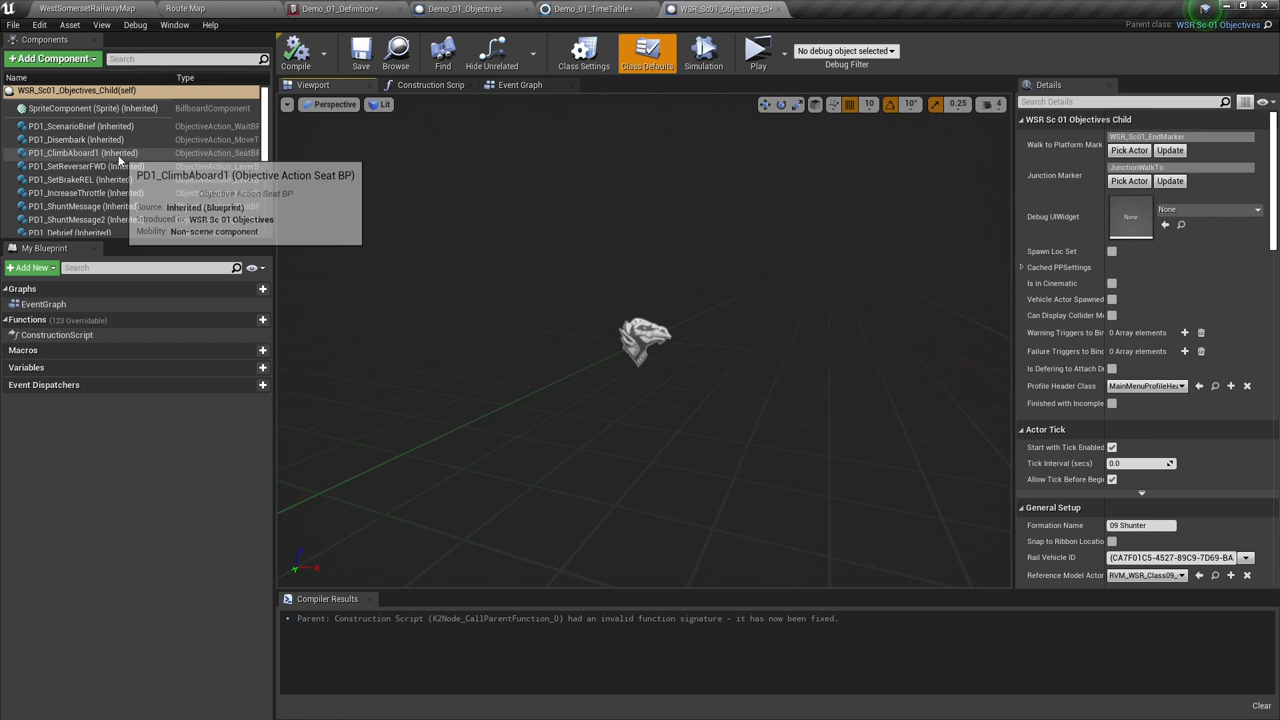 WestSomersetRailwayMap
Route Map
Demo_01_Definition*
Demo_01_Objectives
Demo_01_TimeTable*
WSR_Sc01_Objectives_Ch
File Edit Asset View Debug Window Help
Parent class: WSR Sc 01 Objectives
Components
+Add Component
Search
Compile
Save
Browse
Find
Hide Unrelated
Class Settings
Class Defaults
Simulation
Play
No debug object selected
Debug Filter
Name
Type
WSR_Sc01_Objectives_Child(self)
SpriteComponent (Sprite) (Inherited) BillboardComponent
PD1_ScenarioBrief (Inherited) ObjectiveAction_WaitBP
PD1_Disembark (Inherited) ObjectiveAction_MoveT
PD1_ClimbAboard1 (Inherited) ObjectiveAction_SeatBP
PD1_SetReverserFWD (Inherited) ObjectiveAction_LeverB
PD1_SetBrakeREL (Inherited)
PD1_IncreaseThrottle (Inherited
PD1_ShuntMessage (Inherited
PD1_ShuntMessage2 (Inherit
PD1_Debrief (Inherited)
PD1_ClimbAboard1 (Objective Action Seat BP)
Objective Action Seat BP
Source: Inherited (Blueprint)
Introduced in: WSR Sc 01 Objectives
Mobility: Non-scene component
My Blueprint
+Add New
Search
Graphs
EventGraph
Functions (123 Overridable)
ConstructionScript
Macros
Variables
Event Dispatchers
Viewport
Construction Scrip
Event Graph
Perspective
Lit
10
10°
0.25
4
Compiler Results
Parent: Construction Script (K2Node_CallParentFunction_0) had an invalid function signature - it has now been fixed.
Clear
Details
Search Details
WSR Sc 01 Objectives Child
Walk to Platform Mark
WSR_Sc01_EndMarker
Pick Actor
Update
Junction Marker
JunctionWalkTo
Pick Actor
Update
Debug UIWidget
None
None
Spawn Loc Set
Cached PPSettings
Is in Cinematic
Vehicle Actor Spawned
Can Display Collider M
Warning Triggers to Bin 0 Array elements
Failure Triggers to Bind 0 Array elements
Is Defering to Attach D
Profile Header Class MainMenuProfileHea
Finished with Incomple
Actor Tick
Start with Tick Enabled
Tick Interval (secs) 0.0
Allow Tick Before Begi
General Setup
Formation Name 09 Shunter
Snap to Ribbon Locatio
Rail Vehicle ID (CA7F01C5-4527-89C9-7D69-BA
Reference Model Actor RVM_WSR_Class09_